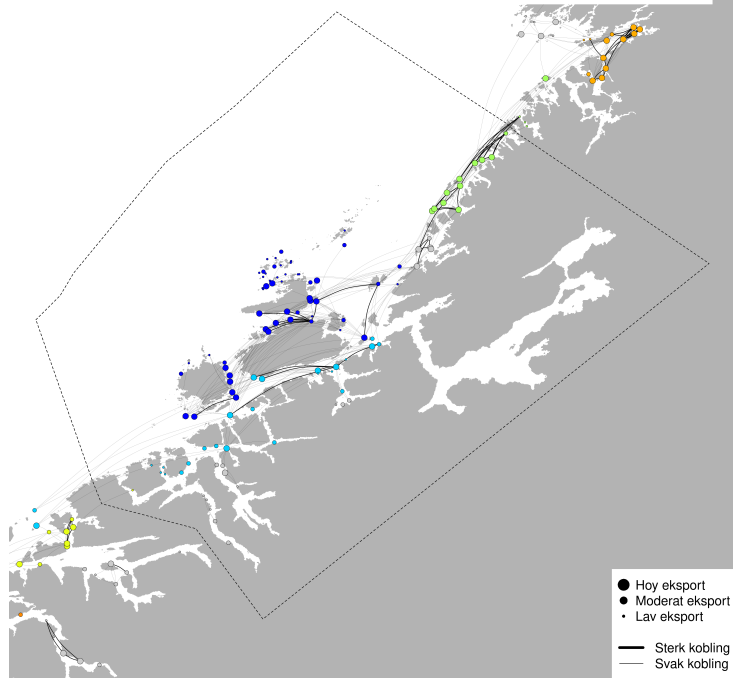 Hoy eksport
Moderat eksport
Lav eksport
Sterk kobling
Svak kobling